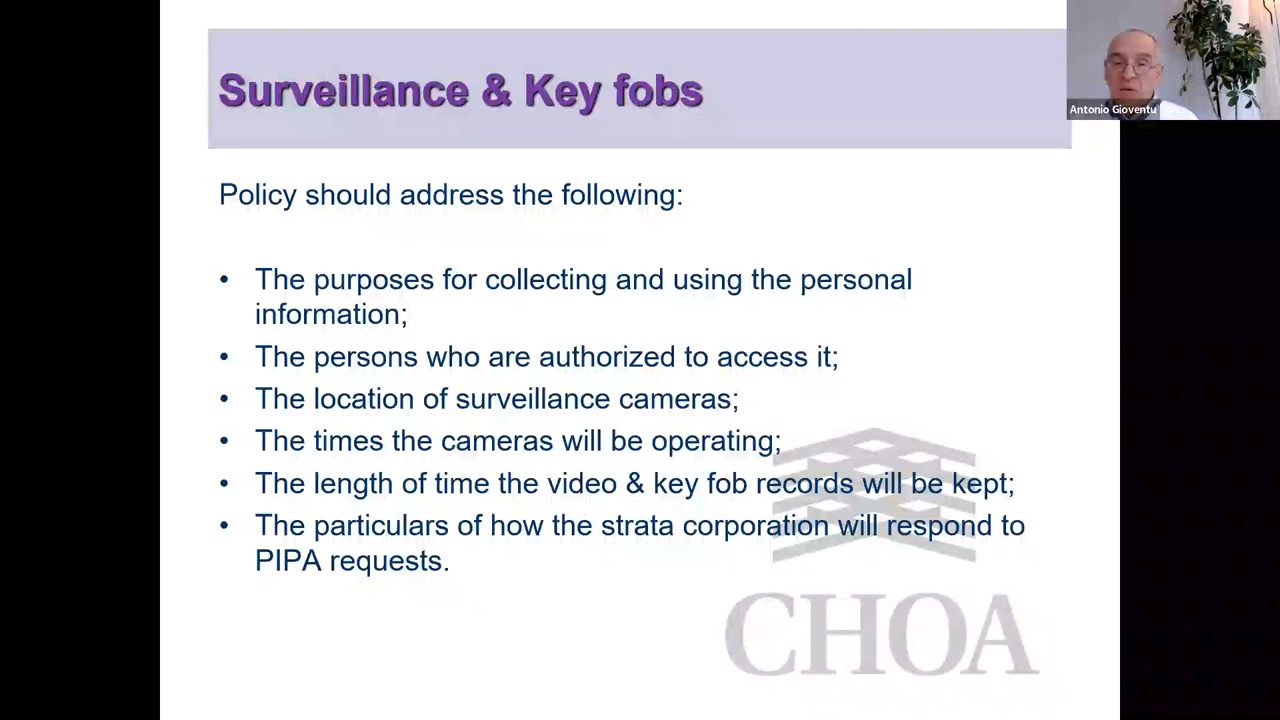 Surveillance & Key fobs
Antonio Gioventu
Policy should address the following:
• The purposes for collecting and using the personal
information;
• The persons who are authorized to access it;
• The location of surveillance cameras;
• The times the cameras will be operating;
• The length of time the video & key fob records will be kept;
• The particulars of how the strata corporation will respond to
PIPA requests.
CHOA